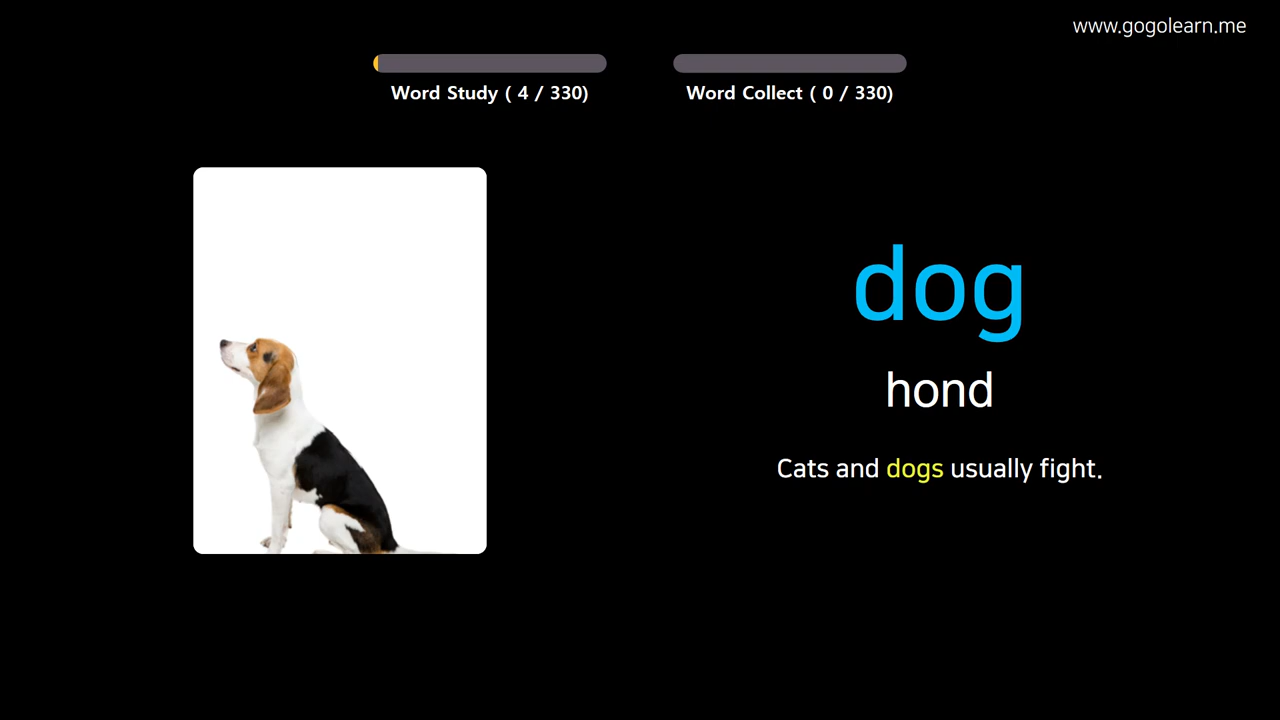 www.gogolearn.me
Word Study ( 4 / 330)
Word Collect ( 0 / 330)
dog
hond
Cats and dogs usually fight.